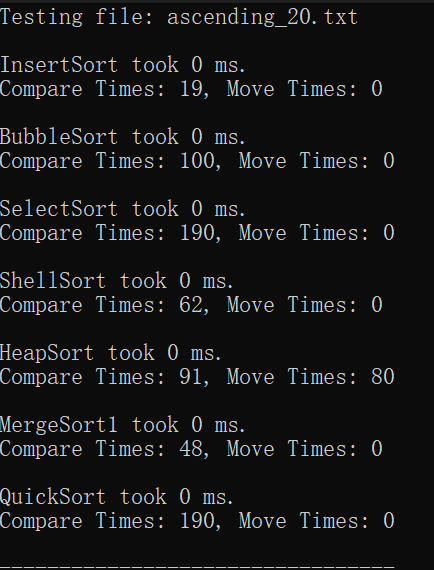 Testing file: ascending_20.txt
InsertSort took 0 ms.
Compare Times: 19, Move Times: 0
BubbleSort took 0 ms.
Compare Times: 100, Move Times: 0
SelectSort took 0 ms.
Compare Times: 190, Move Times: 0
ShellSort took 0 ms.
Compare Times: 62, Move Times: 0
HeapSort took 0 ms.
Compare Times: 91, Move Times: 80
MergeSort1 took 0 ms.
Compare Times: 48, Move Times: 0
QuickSort took 0 ms.
Compare Times: 190, Move Times: 0
---------------------------------